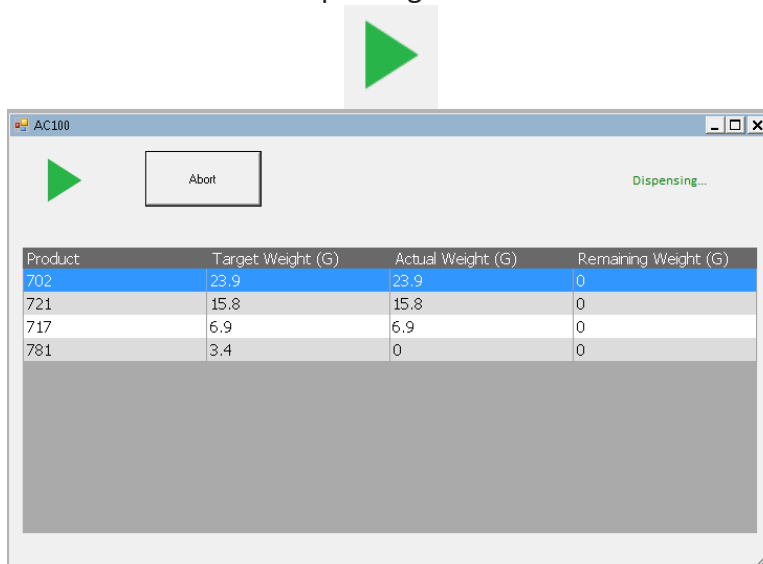 AC100
Abort
Dispensing...
Product Target Weight (G) Actual Weight (G) Remaining Weight (G)
702 23.9 23.9 0
721 15.8 15.8 0
717 6.9 6.9 0
781 3.4 0 0